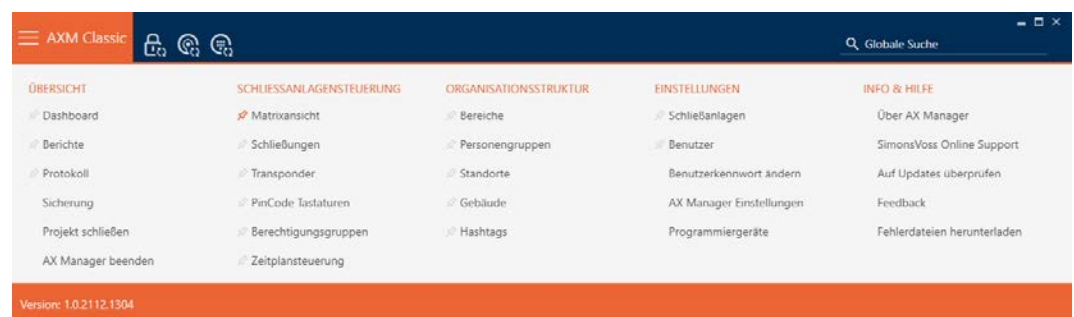 AXM Classic
Globale Suche
ÜBERSICHT
Dashboard
Berichte
Protokoll
Sicherung
Projekt schließen
AX Manager beenden
SCHLIESSANLAGENSTEUERUNG
Matrixansicht
Schließungen
Transponder
PinCode Tastaturen
Berechtigungsgruppen
Zeitplansteuerung
ORGANISATIONSSTRUKTUR
Bereiche
Personengruppen
Standorte
Gebäude
Hashtags
EINSTELLUNGEN
Schließanlagen
Benutzer
Benutzerkennwort ändern
AX Manager Einstellungen
Programmiergeräte
INFO & HILFE
Über AX Manager
SimonsVoss Online Support
Auf Updates überprüfen
Feedback
Fehlerdateien herunterladen
Version: 1.0.2112.1304